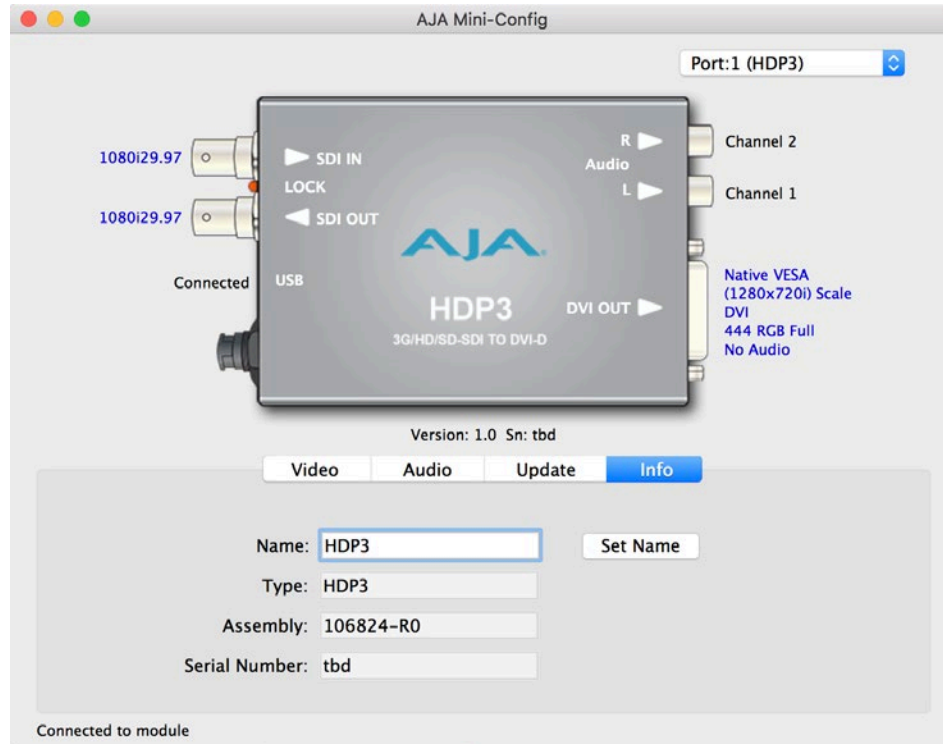 AJA Mini-Config
Port:1 (HDP3)
1080i29.97
SDI IN
LOCK
1080i29.97
SDI OUT
Connected
USB
R
Audio
L
Channel 2
Channel 1
AJA
HDP3
3G/HD/SD-SDI TO DVI-D
DVI OUT
Native VESA
(1280x720i) Scale
DVI
444 RGB Full
No Audio
Version: 1.0 Sn: tbd
Video Audio Update Info
Name: HDP3 Set Name
Type: HDP3
Assembly: 106824-R0
Serial Number: tbd
Connected to module